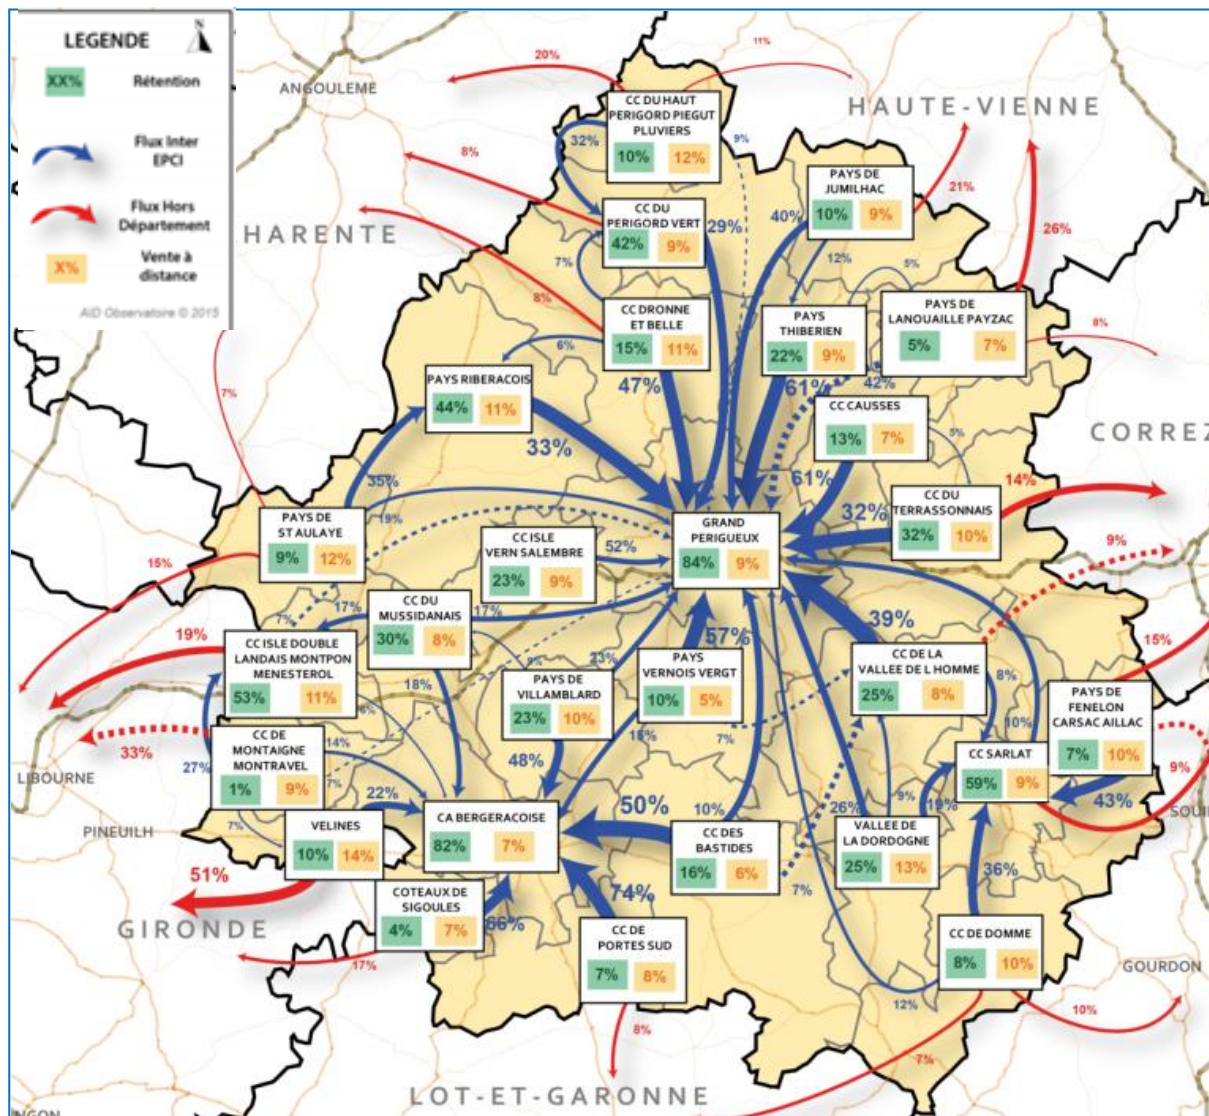 LEGENDE
N
XX%
Rétention
Flux Inter
EPCI
Flux Hors
Département
X%
Vente à
distance
AID Observatoire © 2015
ANGOULEME
HARENTE
HAUTE-VIENNE
CORREZ
LIBOURNE
PINEUILH
GIRONDE
LOT-ET-GARONNE
GOURDON
SOUI
NGON
20%
11%
CC DU HAUT
PERIGORD PIEGUT
PLUVIERS
10% 12%
32%
9%
8%
PAYS DE
JUMILHAC
10% 9%
21%
26%
CC DU
PERIGORD VERT
42% 9%
29%
40%
12%
5%
7%
8%
CC DRONNE
ET BELLE
15% 11%
6%
47%
PAYS
THIBERIEN
22% 9%
61%
PAYS DE
LANOUAILLE PAYZAC
5% 7%
8%
42%
PAYS RIBERACOIS
44% 11%
33%
7%
CC CAUSSES
13% 7%
5%
61%
35%
19%
PAYS DE
ST AULAYE
9% 12%
15%
CC ISLE
VERN SALEMBRE
23% 9%
52%
GRAND
PERIGUEUX
84% 9%
CC DU
TERRASSONNAIS
32% 10%
32%
14%
9%
7%
17%
17%
CC DU
MUSSIDANAIS
30% 8%
19%
CC ISLE DOUBLE
LANDAIS MONTPON
MENESTEROL
53% 11%
18%
9%
23%
57%
PAYS
VERNOIS VERGT
10% 5%
39%
CC DE LA
VALLEE DE L HOMME
25% 8%
8%
15%
PAYS DE
VILLAMBLARD
23% 10%
48%
7%
10%
PAYS DE
FENELON
CARSAC AILLAC
7% 10%
43%
9%
CC DE
MONTAIGNE
MONTRAVEL
1% 9%
33%
27%
14%
7%
7%
22%
CC SARLAT
59% 9%
VELINES
10% 14%
51%
CA BERGERACOISE
82% 7%
50%
10%
CC DES
BASTIDES
16% 6%
7%
26%
9%
19%
VALLEE DE
LA DORDOGNE
25% 13%
36%
COTEAUX DE
SIGOULES
4% 7%
66%
17%
74%
CC DE
PORTES SUD
7% 8%
8%
CC DE DOMME
8% 10%
12%
10%
7%